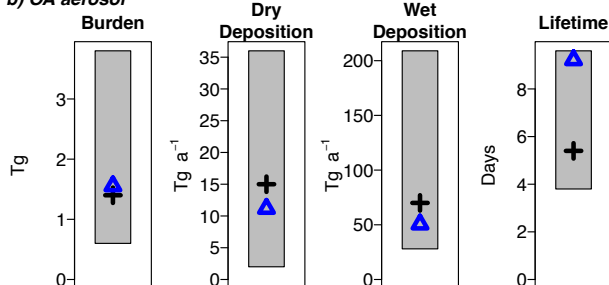 b) OA aerosol
Burden
Dry
Deposition
Wet
Deposition
Lifetime
Tg
3
2
1
0
Tg a⁻¹
35
30
25
20
15
10
5
0
Tg a⁻¹
200
150
100
50
0
Days
8
6
4
2
0